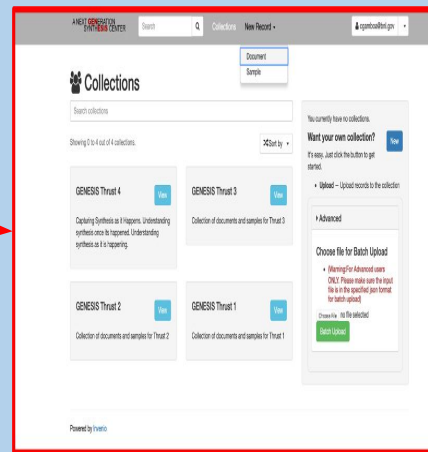 A NEXT GENERATION
SYNTHESIS CENTER
Search
Collections
New Record
Document
Sample
Collections
Search collections
Showing 0 to 4 out of 4 collections.
Sort by
GENESIS Thrust 4
View
Capturing Synthesis as it Happens. Understanding
synthesis once its happened. Understanding
synthesis as it is happening.
GENESIS Thrust 3
View
Collection of documents and samples for Thrust 3
GENESIS Thrust 2
View
Collection of documents and samples for Thrust 2
GENESIS Thrust 1
View
Collection of documents and samples for Thrust 1
You currently have no collections.
Want your own collection?
New
It's easy. Just click the button to get
started.
Upload — Upload records to the collection
Advanced
Choose file for Batch Upload
(Warning:For Advanced users
ONLY. Please make sure the input
file is in the specified json format
for batch upload)
Choose File no file selected
Batch Upload
Powered by Invenio